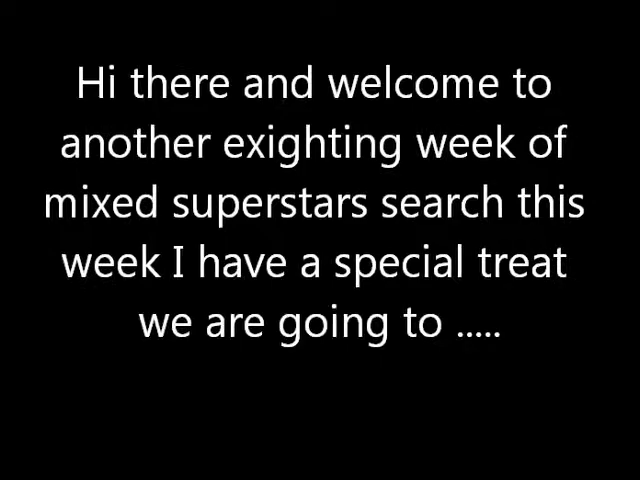 Hi there and welcome to
another exighting week of
mixed superstars search this
week I have a special treat
we are going to .....